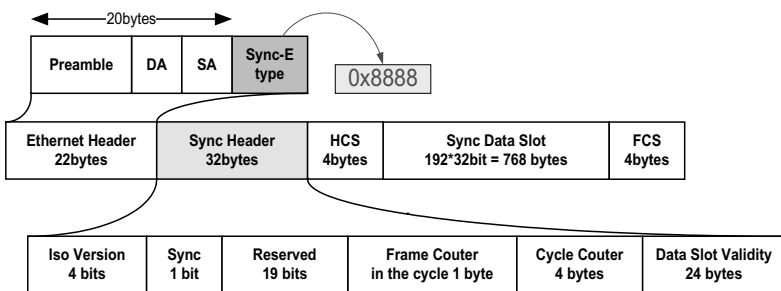 20bytes
Preamble
DA
SA
Sync-E
type
0x8888
Ethernet Header
22bytes
Sync Header
32bytes
HCS
4bytes
Sync Data Slot
192*32bit = 768 bytes
FCS
4bytes
Iso Version
4 bits
Sync
1 bit
Reserved
19 bits
Frame Couter
in the cycle 1 byte
Cycle Couter
4 bytes
Data Slot Validity
24 bytes